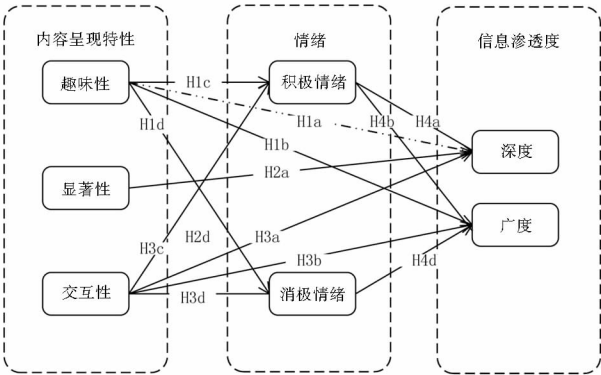 内容呈现特性
情绪
信息渗透度
趣味性
H1c
积极情绪
H1a
H4b
H4a
H1d
H1b
深度
显著性
H2a
广度
H3c
H2d
H3a
H3b
H4d
交互性
H3d
消极情绪